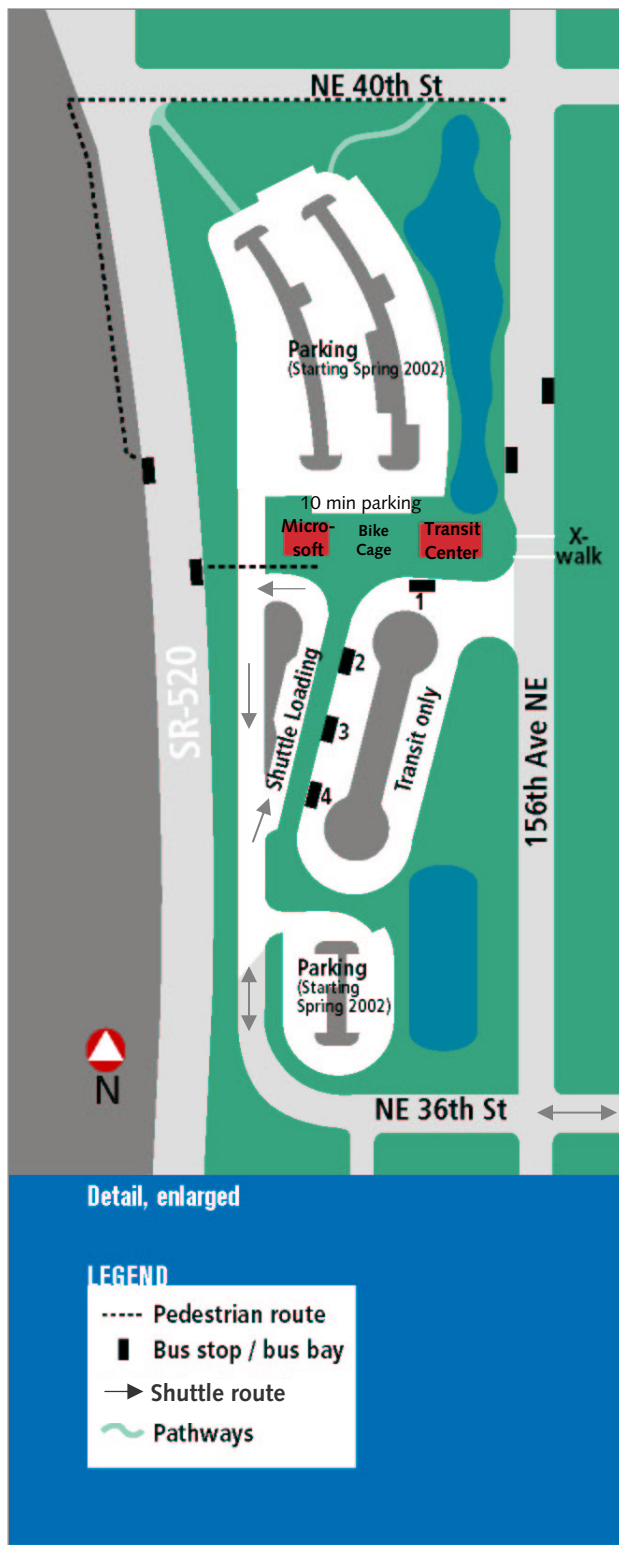 NE 40th St
Parking
(Starting Spring 2002)
10 min parking
Micro-
soft
Bike
Cage
Transit
Center
X-
walk
1
2
3
4
Shuttle Loading
Transit only
SR-520
156th Ave NE
Parking
(Starting
Spring 2002)
N
NE 36th St
Detail, enlarged
LEGEND
Pedestrian route
Bus stop / bus bay
Shuttle route
Pathways